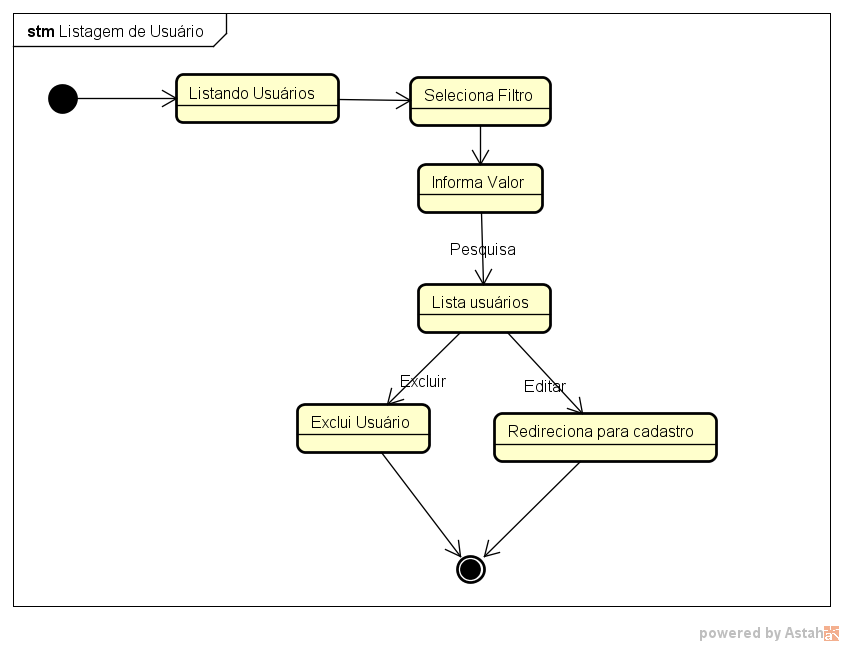 stm Listagem de Usuário
Listando Usuários
Seleciona Filtro
Informa Valor
Pesquisa
Lista usuários
Excluir
Editar
Exclui Usuário
Redireciona para cadastro
powered by Astah